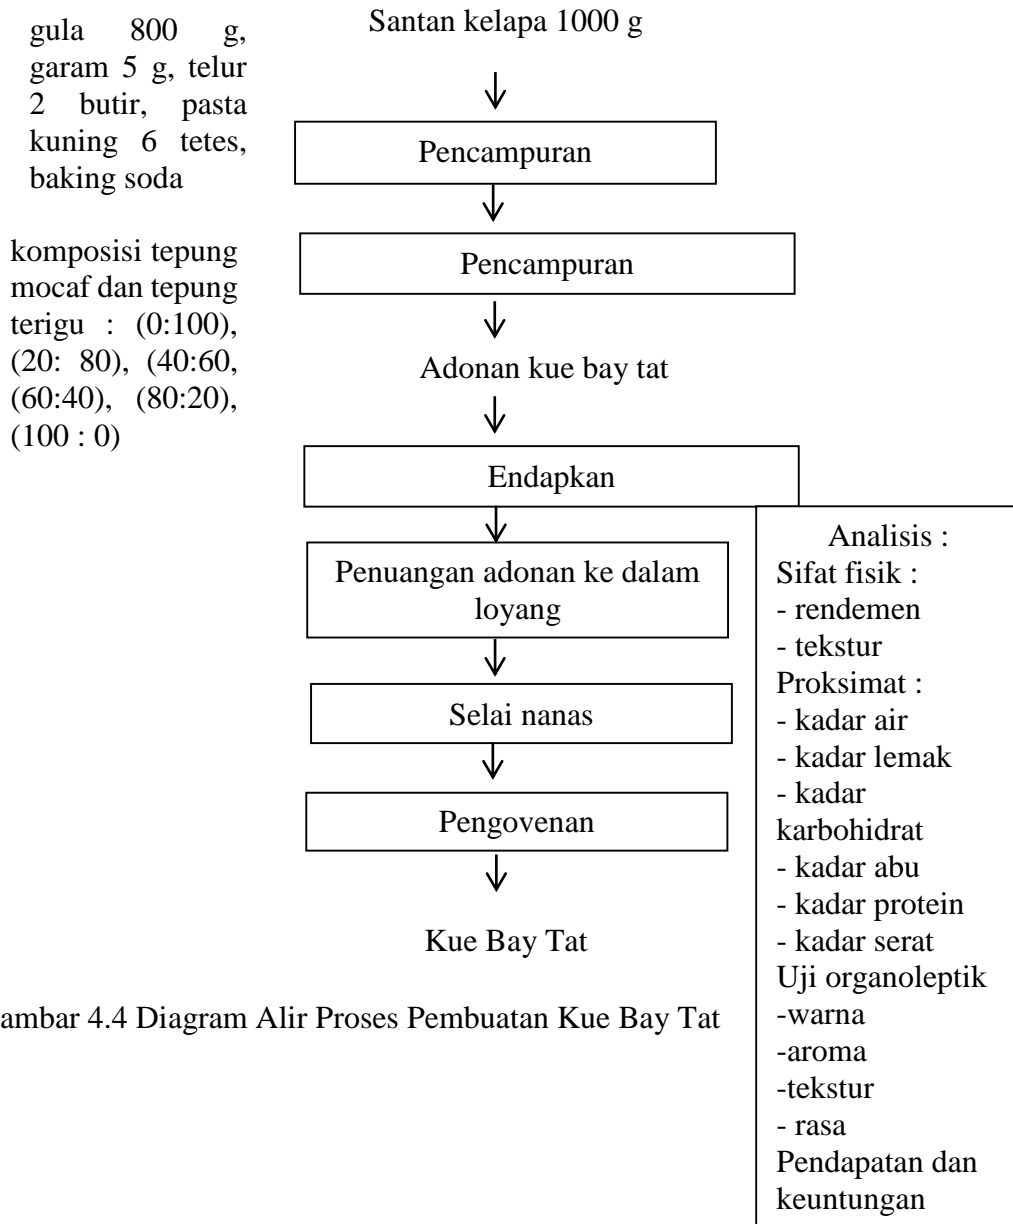 gula 800 g,
garam 5 g, telur
2 butir, pasta
kuning 6 tetes,
baking soda
Santan kelapa 1000 g
Pencampuran
komposisi tepung
mocaf dan tepung
terigu : (0:100),
(20: 80), (40:60,
(60:40), (80:20),
(100 : 0)
Pencampuran
Adonan kue bay tat
Endapkan
Penuangan adonan ke dalam
loyang
Selai nanas
Pengovenan
Kue Bay Tat
Analisis :
Sifat fisik :
- rendemen
- tekstur
Proksimat :
- kadar air
- kadar lemak
- kadar
karbohidrat
- kadar abu
- kadar protein
- kadar serat
Uji organoleptik
-warna
-aroma
-tekstur
- rasa
Pendapatan dan
keuntungan
ambar 4.4 Diagram Alir Proses Pembuatan Kue Bay Tat